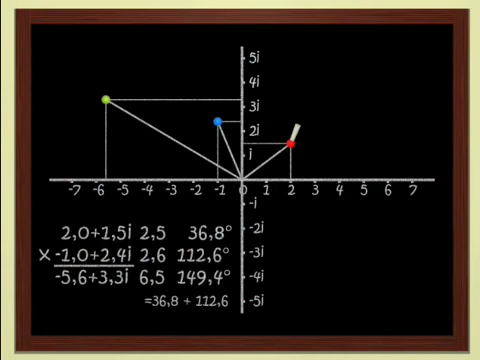 5i
4i
3i
2i
i
-7 -6 -5 -4 -3 -2 -1 0 1 2 3 4 5 6 7
-i
-2i
-3i
-4i
-5i
2,0+1,5i 2,5 36,8°
× -1,0+2,4i 2,6 112,6°
-5,6+3,3i 6,5 149,4°
=36,8 + 112,6